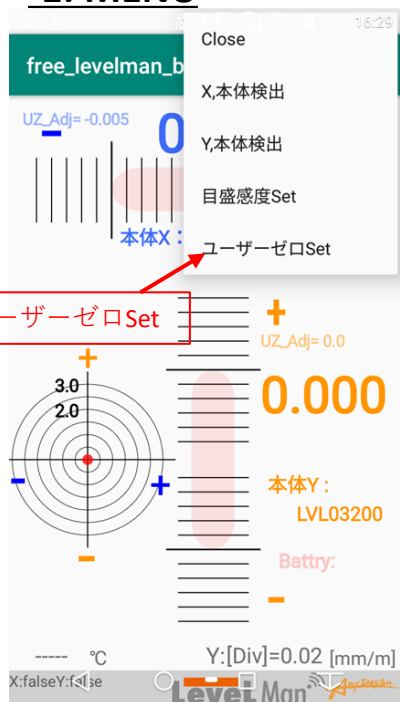 16:29
free_levelman_b
Close
X,本体検出
Y,本体検出
目盛感度Set
ユーザーゼロSet
UZ_Adj= -0.005
-
0
本体X :
ーザーゼロSet
+
UZ_Adj= 0.0
0.000
+
3.0
2.0
-
+
-
本体Y :
LVL03200
Battry:
-
----- ℃
Y:[Div]=0.02 [mm/m]
X:falseY:false
LeveL Man